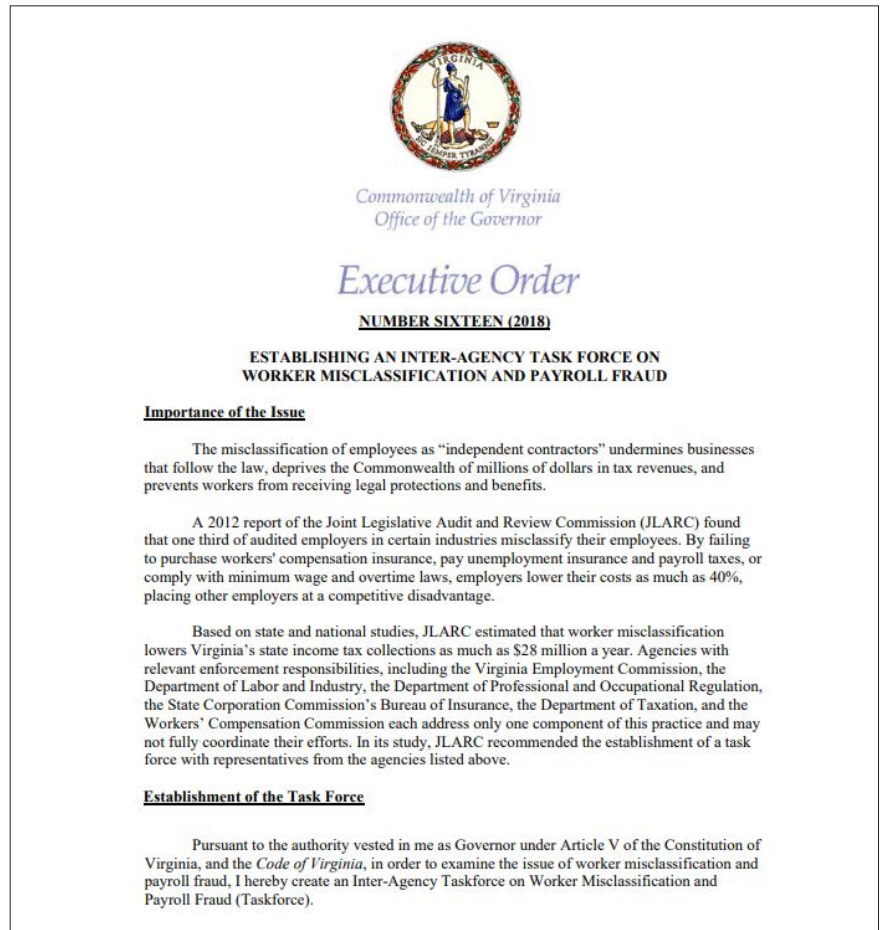 VIRGINIA
SIC SEMPER TYRANNIS
Commonwealth of Virginia
Office of the Governor
Executive Order
NUMBER SIXTEEN (2018)
ESTABLISHING AN INTER-AGENCY TASK FORCE ON
WORKER MISCLASSIFICATION AND PAYROLL FRAUD
Importance of the Issue
The misclassification of employees as “independent contractors” undermines businesses
that follow the law, deprives the Commonwealth of millions of dollars in tax revenues, and
prevents workers from receiving legal protections and benefits.
A 2012 report of the Joint Legislative Audit and Review Commission (JLARC) found
that one third of audited employers in certain industries misclassify their employees. By failing
to purchase workers' compensation insurance, pay unemployment insurance and payroll taxes, or
comply with minimum wage and overtime laws, employers lower their costs as much as 40%,
placing other employers at a competitive disadvantage.
Based on state and national studies, JLARC estimated that worker misclassification
lowers Virginia’s state income tax collections as much as $28 million a year. Agencies with
relevant enforcement responsibilities, including the Virginia Employment Commission, the
Department of Labor and Industry, the Department of Professional and Occupational Regulation,
the State Corporation Commission’s Bureau of Insurance, the Department of Taxation, and the
Workers’ Compensation Commission each address only one component of this practice and may
not fully coordinate their efforts. In its study, JLARC recommended the establishment of a task
force with representatives from the agencies listed above.
Establishment of the Task Force
Pursuant to the authority vested in me as Governor under Article V of the Constitution of
Virginia, and the Code of Virginia, in order to examine the issue of worker misclassification and
payroll fraud, I hereby create an Inter-Agency Taskforce on Worker Misclassification and
Payroll Fraud (Taskforce).